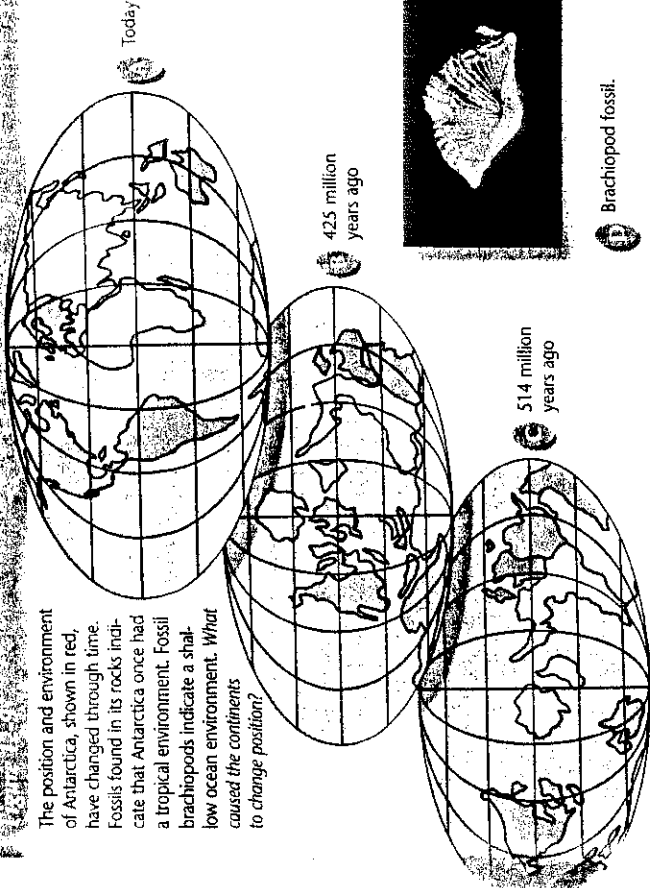 The position and environment
of Antarctica, shown in red,
have changed through time.
Fossils found in its rocks indi-
cate that Antarctica once had
a tropical environment. Fossil
brachiopods indicate a shal-
low ocean environment. What
caused the continents
to change position?
A Today
B 425 million
years ago
C 514 million
years ago
D Brachiopod fossil.